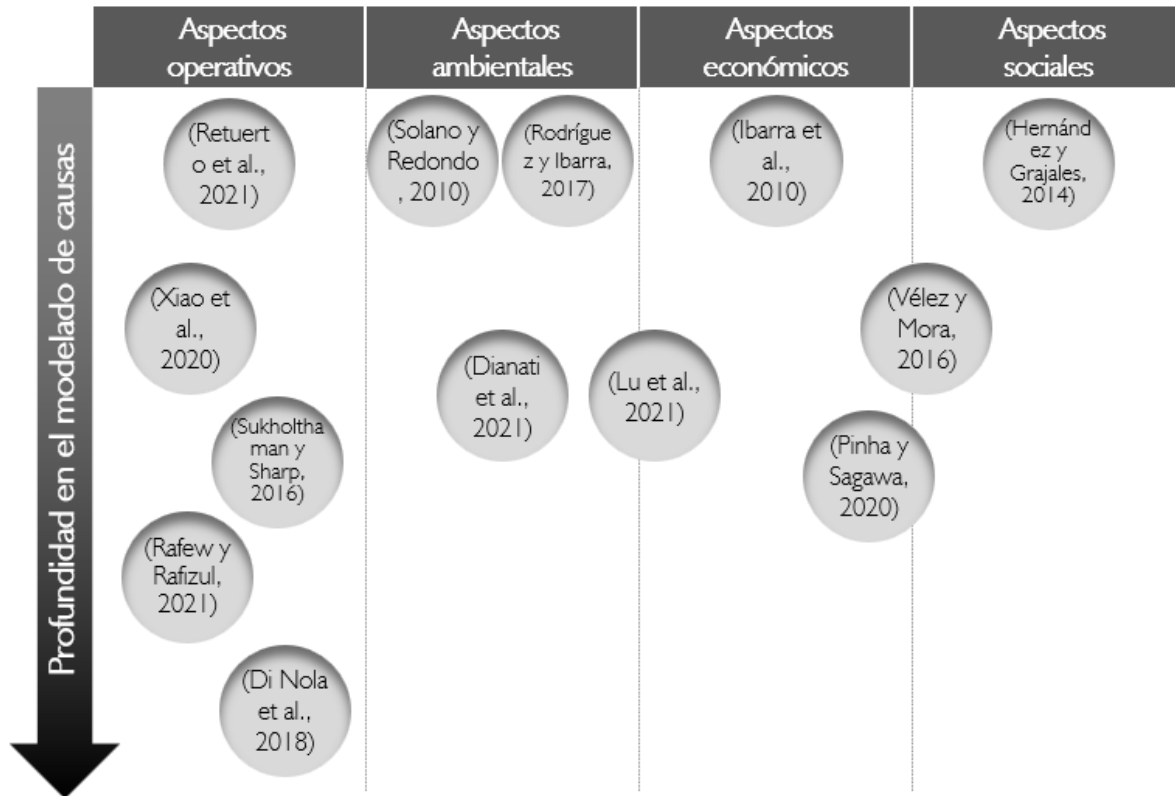 Aspectos
operativos
Aspectos
ambientales
Aspectos
económicos
Aspectos
sociales
Profundidad en el modelado de causas
(Retuert
o et al.,
2021)
(Solano y
Redondo
, 2010)
(Rodrígue
z y Ibarra,
2017)
(Ibarra et
al.,
2010)
(Hernánd
ez y
Grajales,
2014)
(Xiao et
al.,
2020)
(Vélez y
Mora,
2016)
(Dianati
et al.,
2021)
(Lu et al.,
2021)
(Sukholtha
man y
Sharp,
2016)
(Pinha y
Sagawa,
2020)
(Rafew y
Rafizul,
2021)
(Di Nola
et al.,
2018)